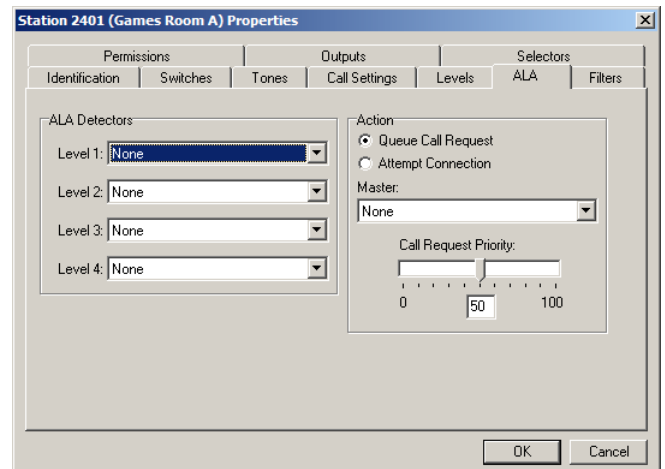 Station 2401 (Games Room A) Properties
Permissions Outputs Selectors
Identification Switches Tones Call Settings Levels ALA Filters
ALA Detectors
Level 1: None
Level 2: None
Level 3: None
Level 4: None
Action
Queue Call Request
Attempt Connection
Master:
None
Call Request Priority:
0 50 100
OK Cancel